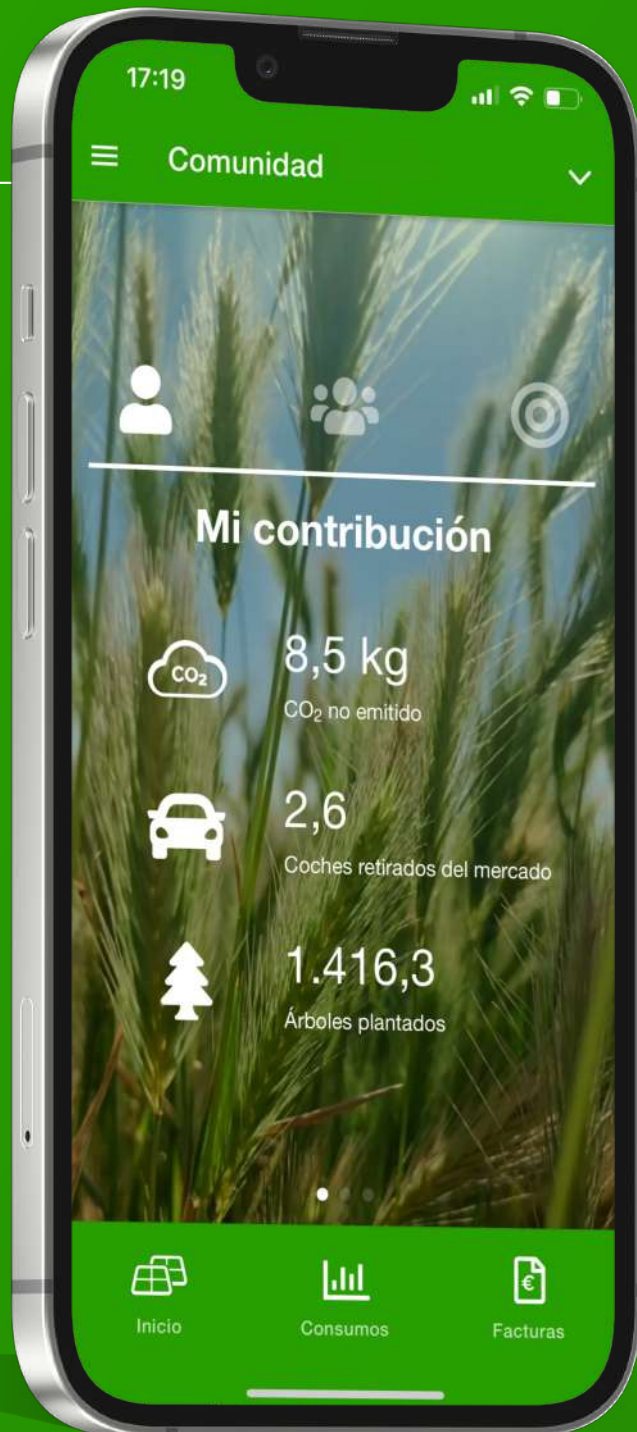 17:19
Comunidad
Mi contribución
CO₂
8,5 kg
CO₂ no emitido
2,6
Coches retirados del mercado
1.416,3
Árboles plantados
€
Inicio
Consumos
Facturas